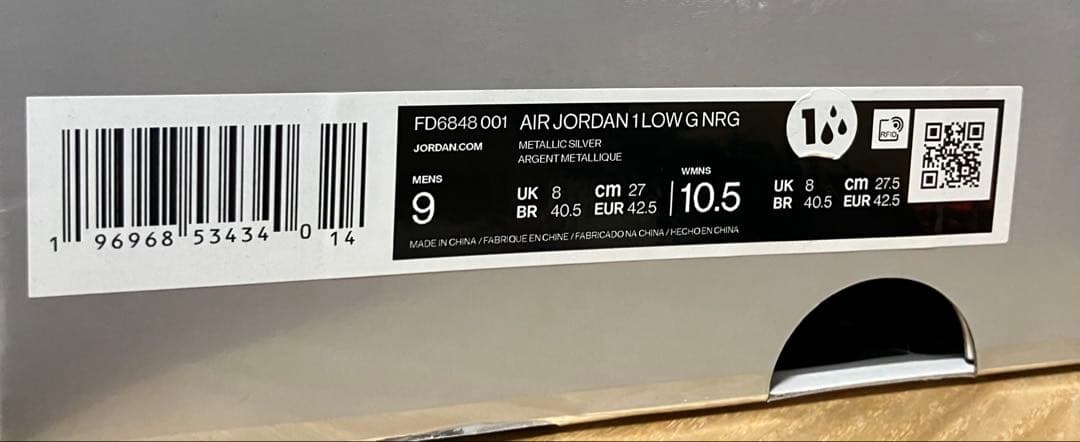 FD6848 001 AIR JORDAN 1 LOW G NRG
JORDAN.COM
METALLIC SILVER
ARGENT METALLIQUE
MENS
9
UK 8 cm 27
BR 40.5 EUR 42.5
WMNS
10.5
UK 8 cm 27.5
BR 40.5 EUR 42.5
MADE IN CHINA / FABRIQUE EN CHINE / FABRICADO NA CHINA / HECHO EN CHINA
1
RFID
1 96968 53434 0 14